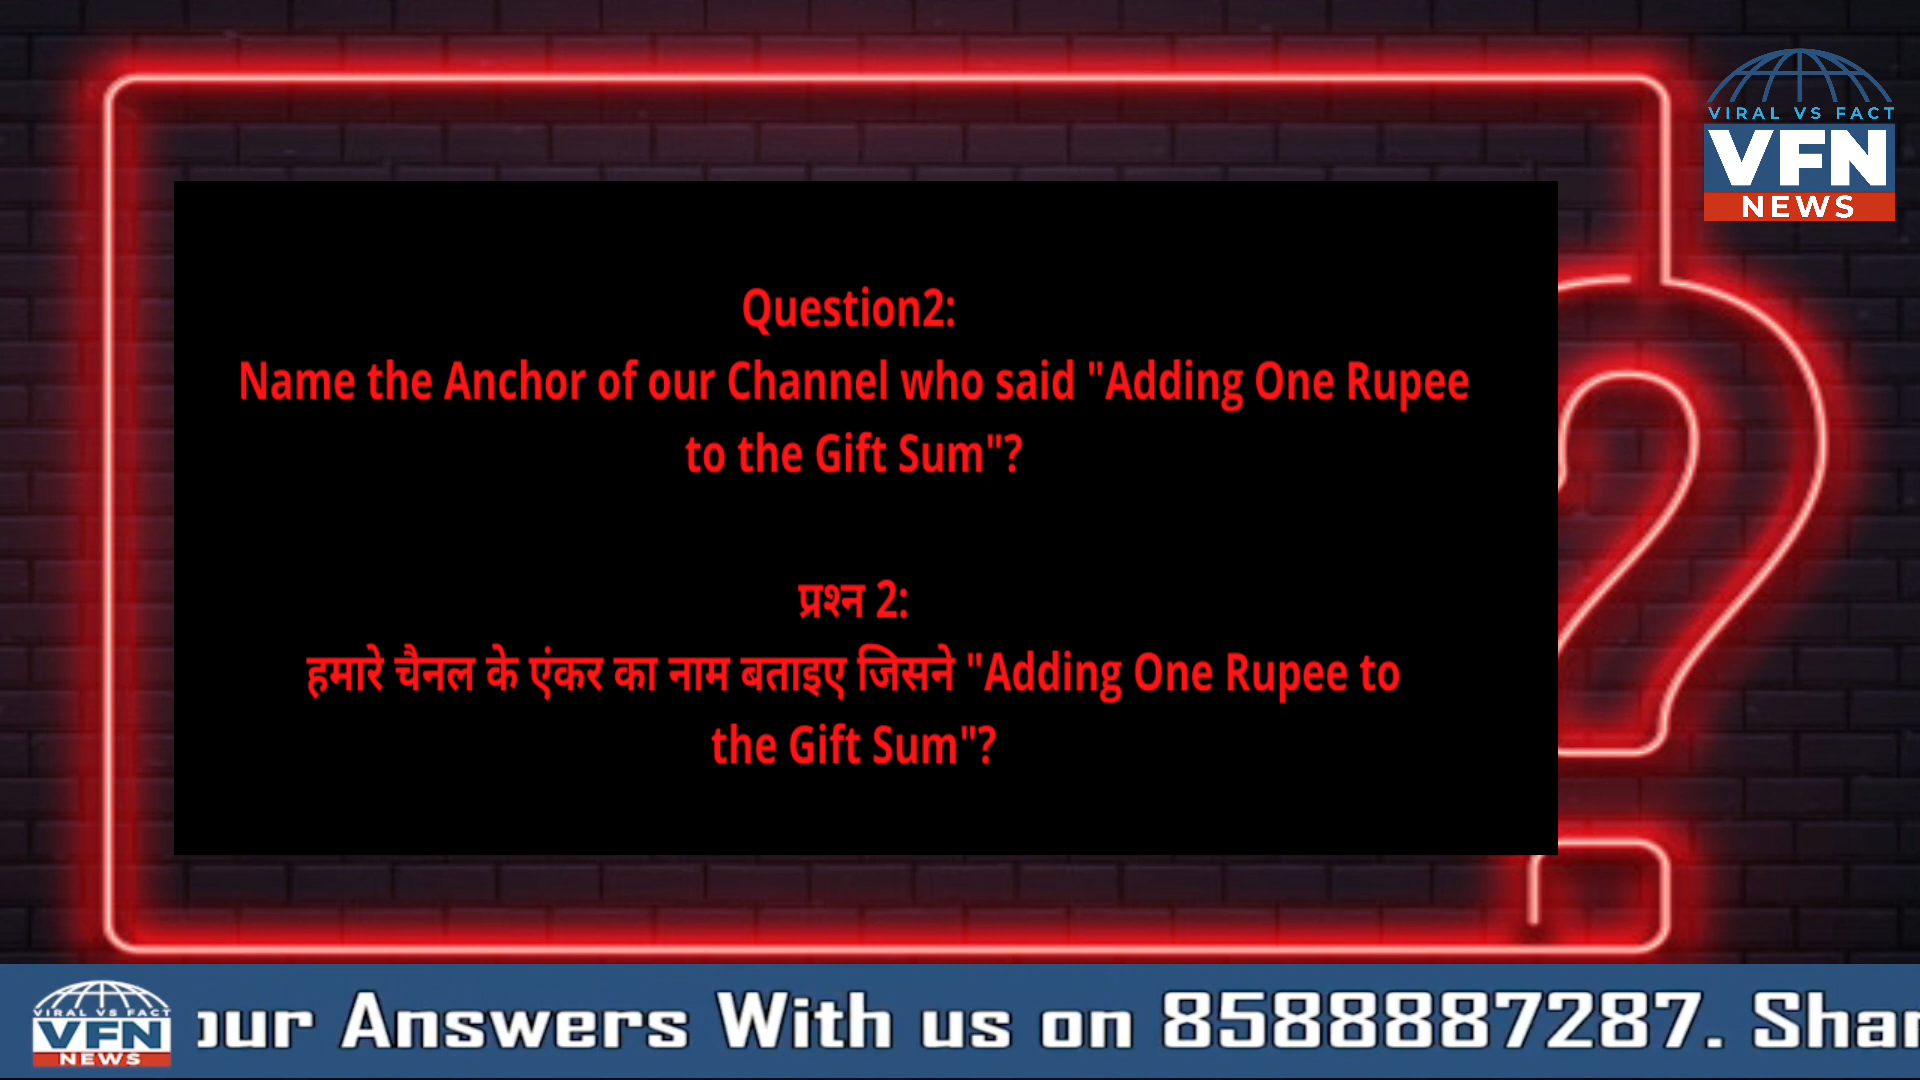 VIRAL VS FACT
VFN
NEWS
Question2:
Name the Anchor of our Channel who said "Adding One Rupee
to the Gift Sum"?
प्रश्न 2:
हमारे चैनल के एंकर का नाम बताइए जिसने "Adding One Rupee to
the Gift Sum"?
VIRAL VS FACT
VFN
NEWS
our Answers With us on 8588887287. Shar